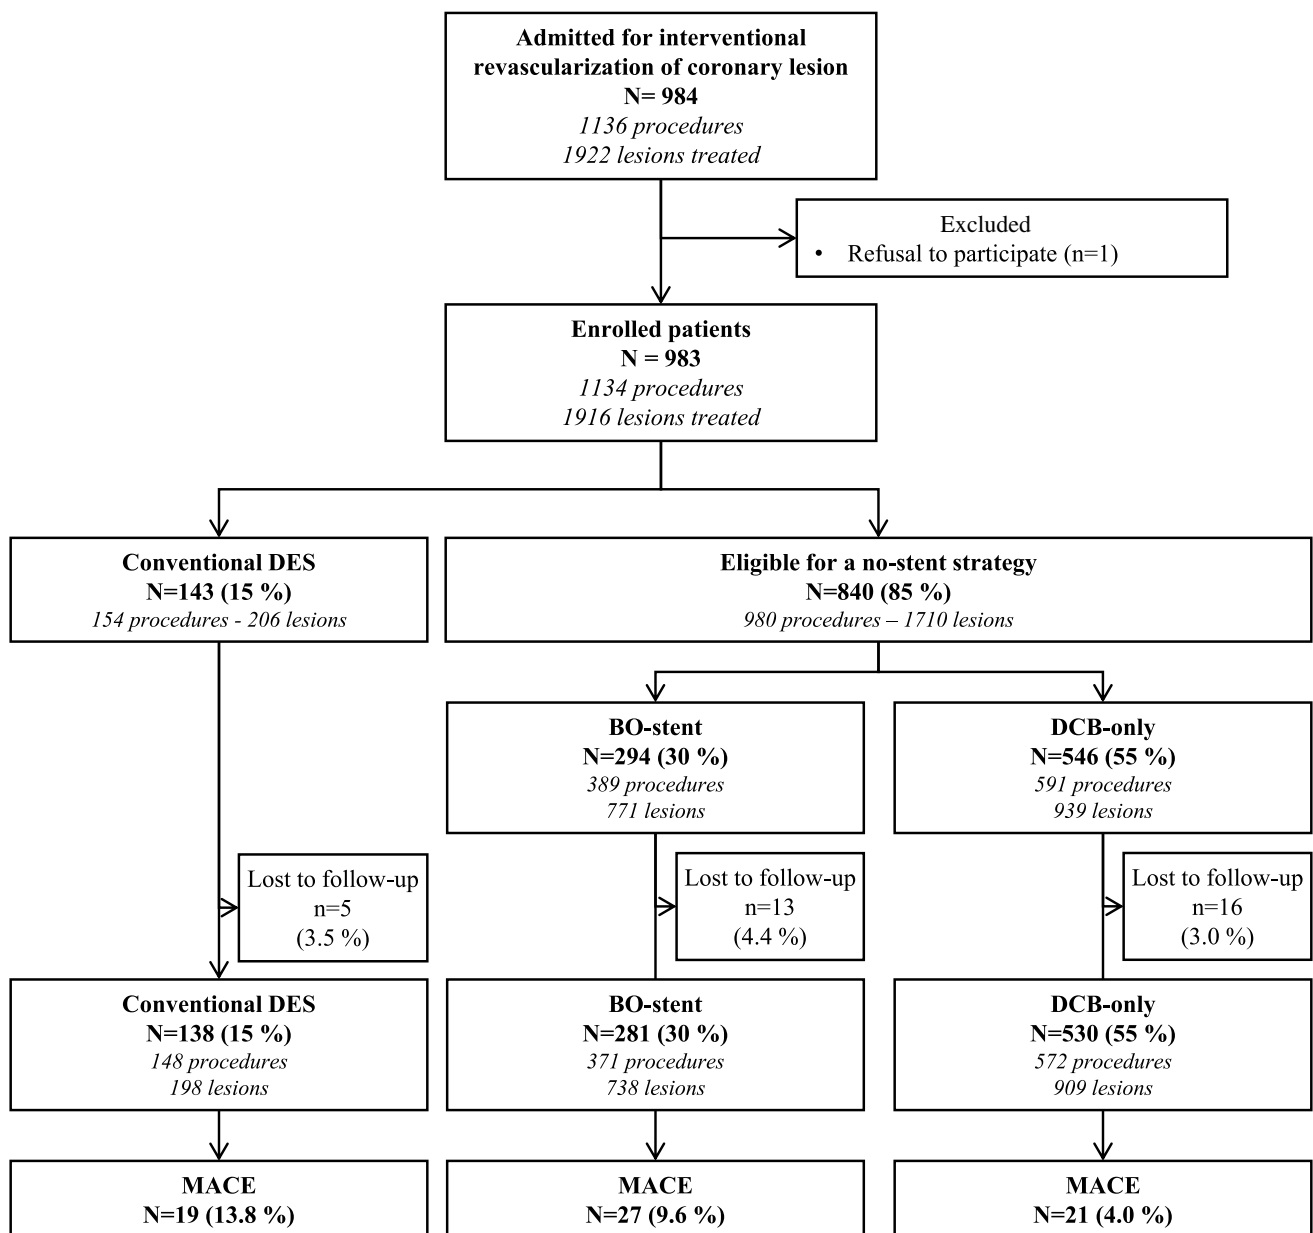 Admitted for interventional
revascularization of coronary lesion
N= 984
1136 procedures
1922 lesions treated
Excluded
• Refusal to participate (n=1)
Enrolled patients
N = 983
1134 procedures
1916 lesions treated
Conventional DES
N=143 (15 %)
154 procedures - 206 lesions
Eligible for a no-stent strategy
N=840 (85 %)
980 procedures – 1710 lesions
BO-stent
N=294 (30 %)
389 procedures
771 lesions
DCB-only
N=546 (55 %)
591 procedures
939 lesions
Lost to follow-up
n=5
(3.5 %)
Lost to follow-up
n=13
(4.4 %)
Lost to follow-up
n=16
(3.0 %)
Conventional DES
N=138 (15 %)
148 procedures
198 lesions
BO-stent
N=281 (30 %)
371 procedures
738 lesions
DCB-only
N=530 (55 %)
572 procedures
909 lesions
MACE
N=19 (13.8 %)
MACE
N=27 (9.6 %)
MACE
N=21 (4.0 %)